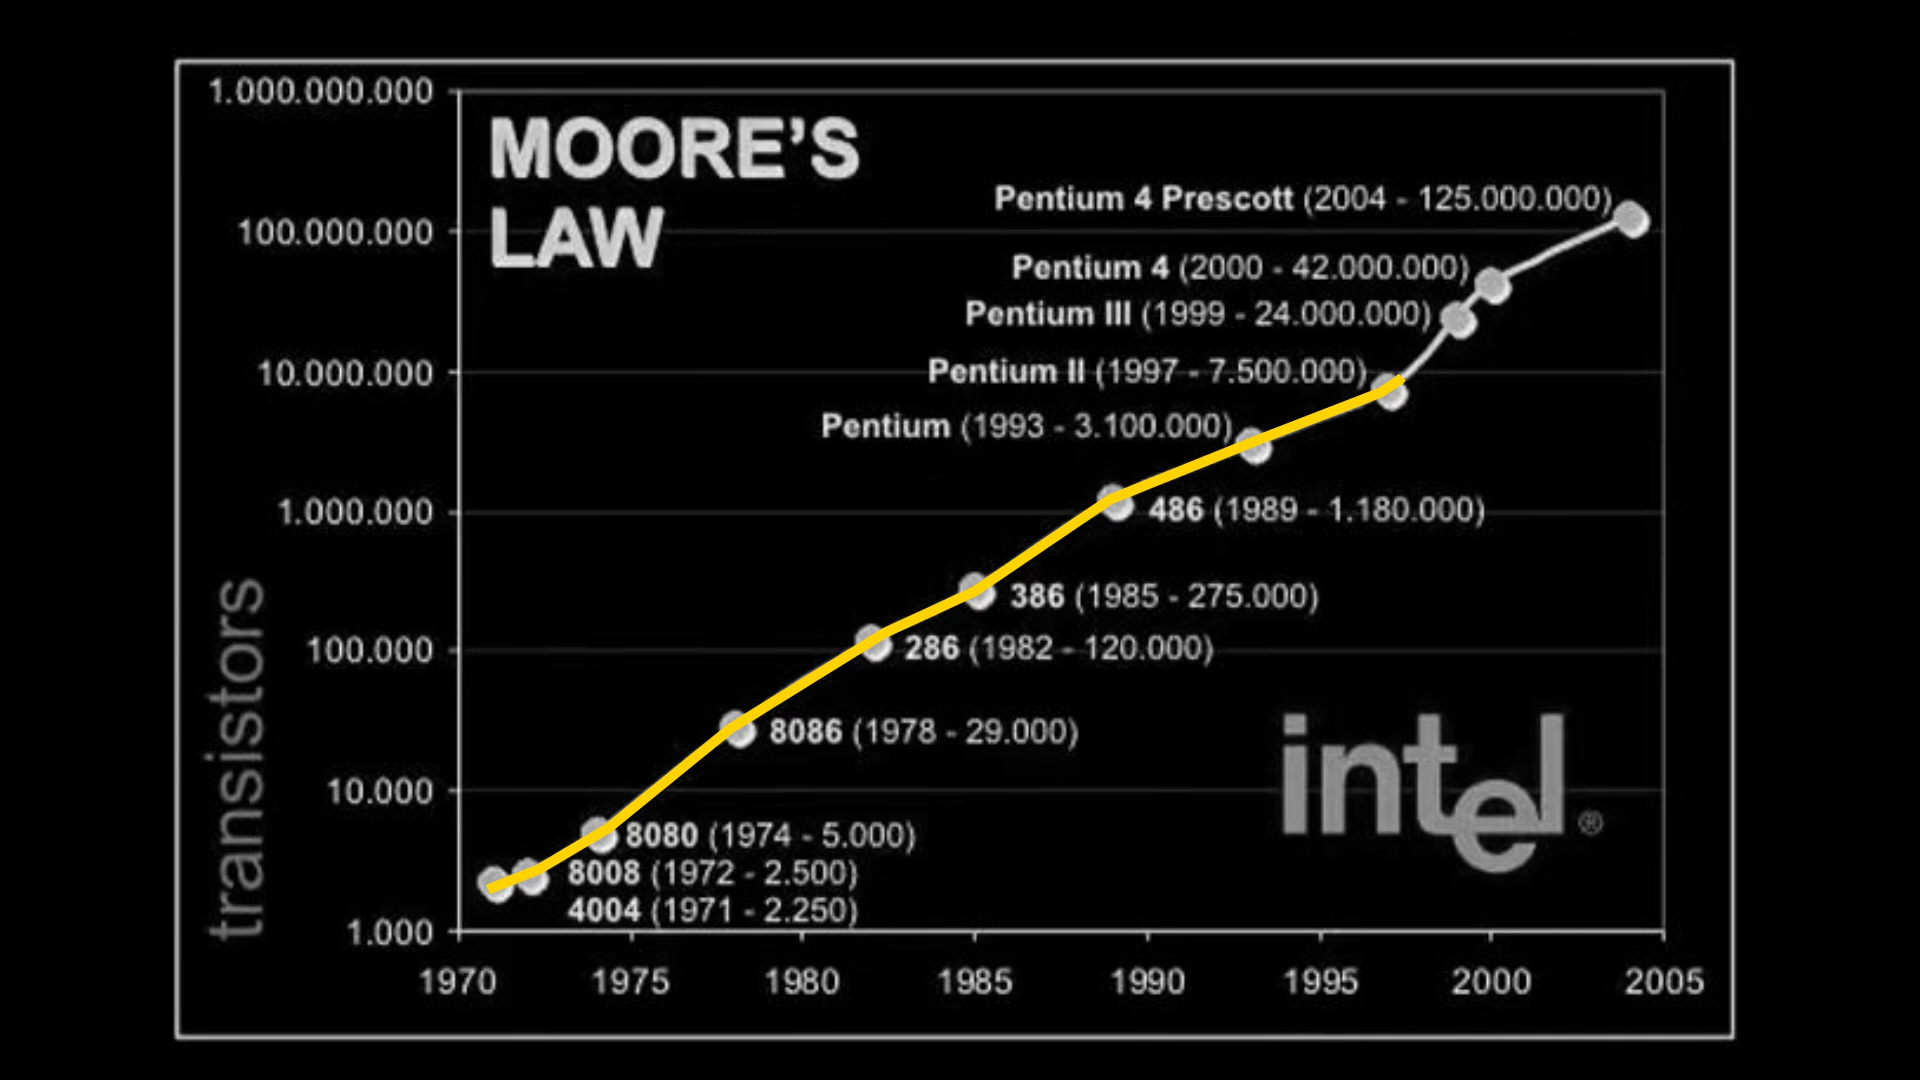 1.000.000.000
MOORE'S
LAW
Pentium 4 Prescott (2004 - 125.000.000)
100.000.000
Pentium 4 (2000 - 42.000.000)
Pentium III (1999 - 24.000.000)
10.000.000
Pentium II (1997 - 7.500.000)
Pentium (1993 - 3.100.000)
1.000.000
486 (1989 - 1.180.000)
386 (1985 - 275.000)
100.000
286 (1982 - 120.000)
8086 (1978 - 29.000)
intel®
10.000
8080 (1974 - 5.000)
8008 (1972 - 2.500)
4004 (1971 - 2.250)
1.000
transistors
1970 1975 1980 1985 1990 1995 2000 2005